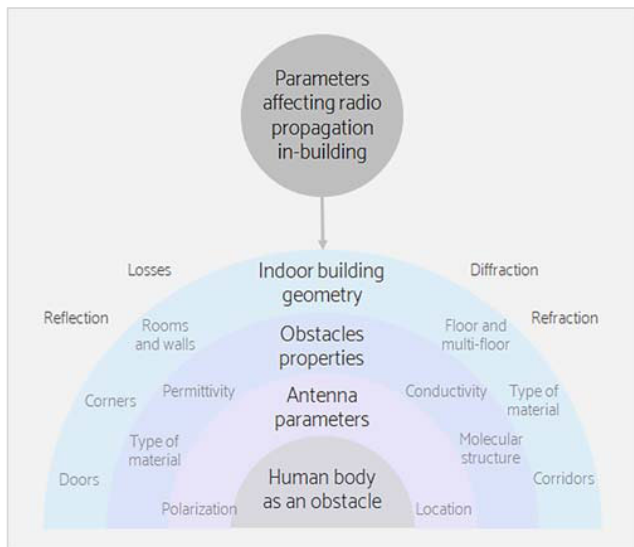 Parameters
affecting radio
propagation
in-building
Losses
Diffraction
Indoor building
geometry
Reflection
Refraction
Rooms
and walls
Floor and
multi-floor
Obstacles
properties
Corners
Permittivity
Conductivity
Type of
material
Antenna
parameters
Type of
material
Molecular
structure
Doors
Corridors
Human body
as an obstacle
Polarization
Location